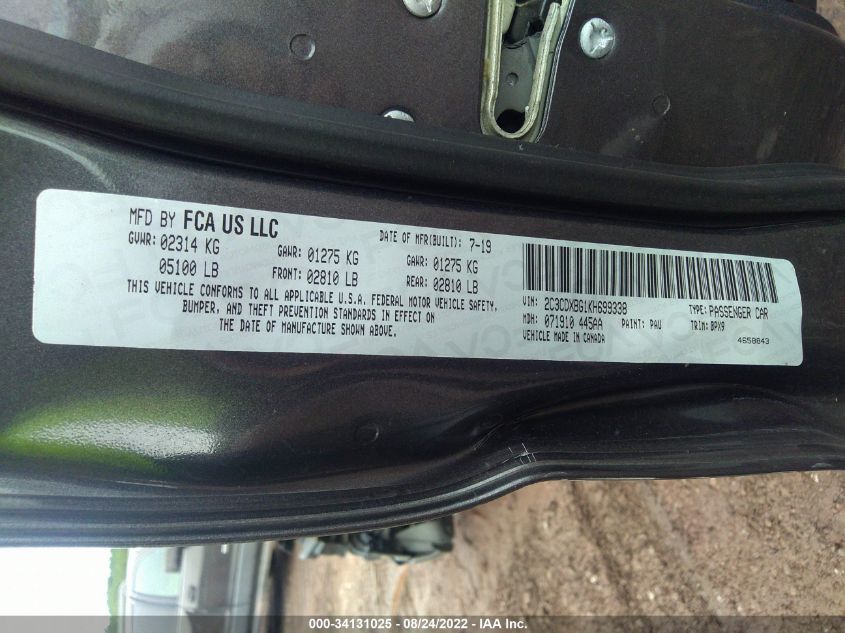 MFD BY FCA US LLC DATE OF MFR(BUILT): 7-19
GVWR: 02314 KG GAWR: 01275 KG GAWR: 01275 KG
05100 LB FRONT: 02810 LB REAR: 02810 LB
THIS VEHICLE CONFORMS TO ALL APPLICABLE U.S.A. FEDERAL MOTOR VEHICLE SAFETY,
BUMPER, AND THEFT PREVENTION STANDARDS IN EFFECT ON
THE DATE OF MANUFACTURE SHOWN ABOVE.
VIN: 2C3CDXBG1KH699338 TYPE: PASSENGER CAR
MDH: 071910 445AA PAINT: PAU TRIM: BPX9
VEHICLE MADE IN CANADA 4658843
000-34131025 - 08/24/2022 - IAA Inc.